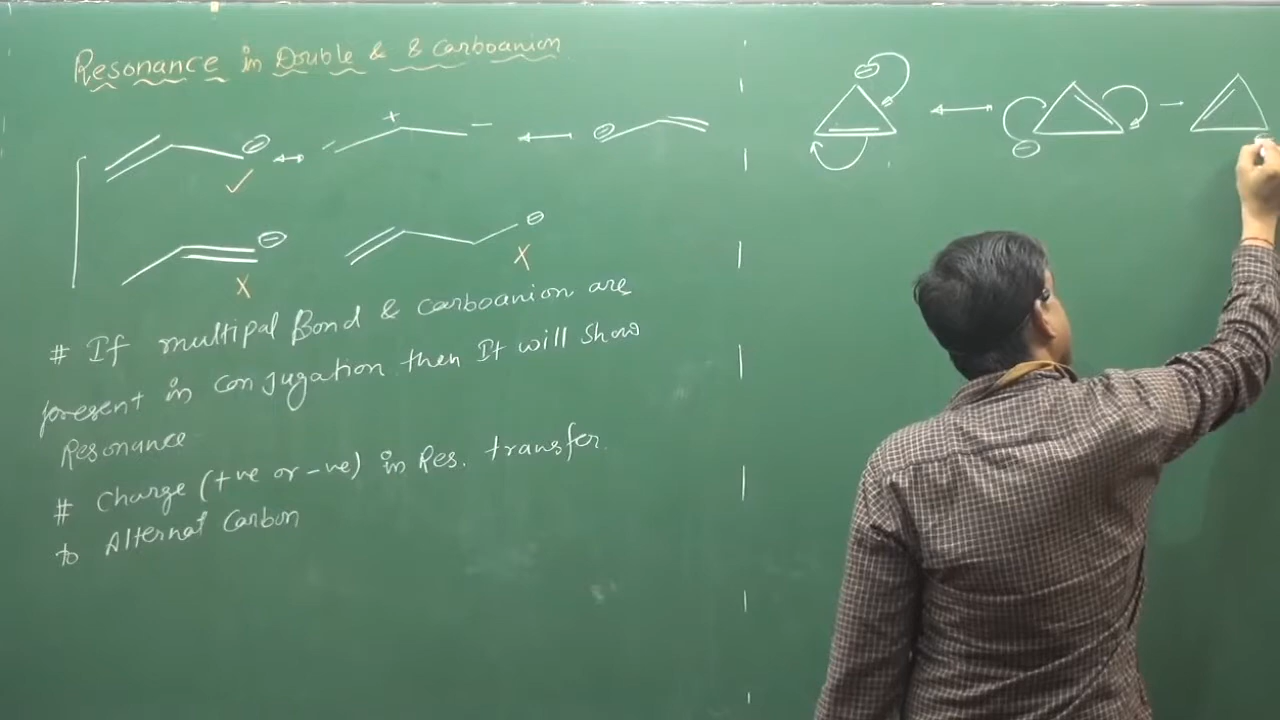 Resonance in Double & & Carboanion
# If multipal Bond & carboanion are
present in conjugation then It will show
Resonance
# Charge (+ve or -ve) in Res. transfer
to Alternat Carbon